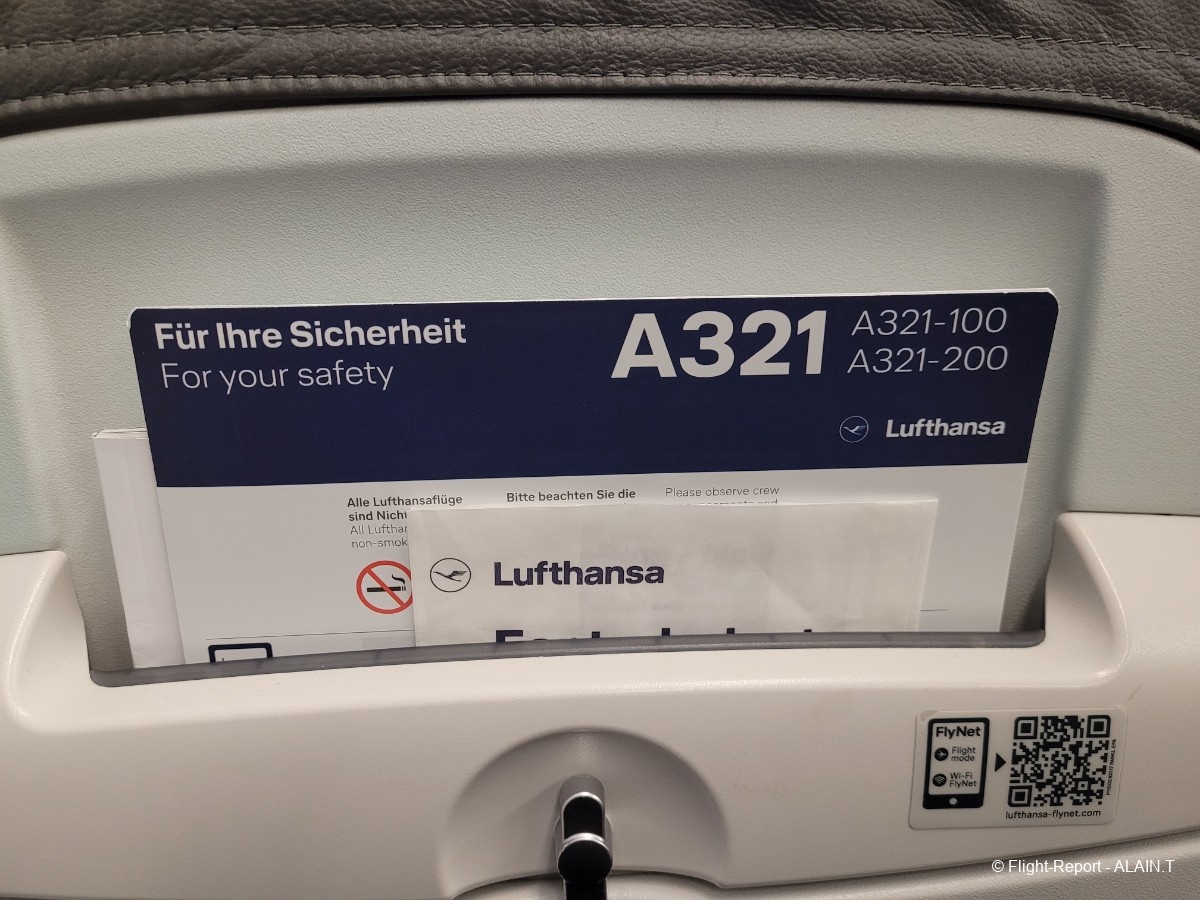 Für Ihre Sicherheit
For your safety
A321
A321-100
A321-200
Lufthansa
Alle Lufthansaflüge
sind
All
non-smok
Bitte beachten Sie die
Please observe crew
Lufthansa
FlyNet
Flight
mode
Wi-Fi
FlyNet
lufthansa-flynet.com
© Flight-Report - ALAIN.T